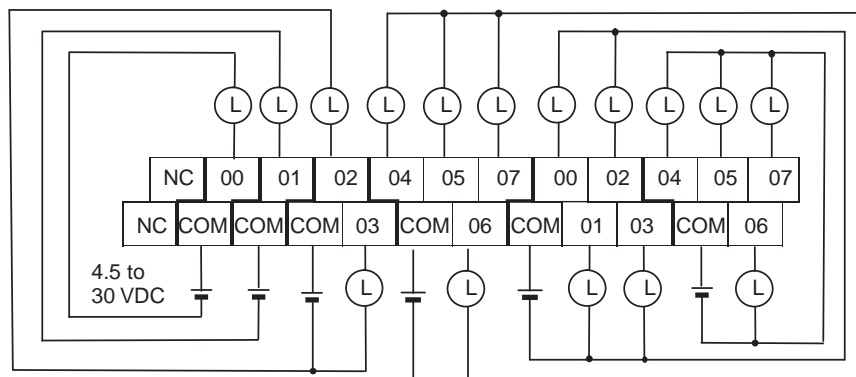 L L L L L L L L L L L
NC 00 01 02 04 05 07 00 02 04 05 07
NC COM COM COM 03 COM 06 COM 01 03 COM 06
4.5 to
30 VDC
L L L L L